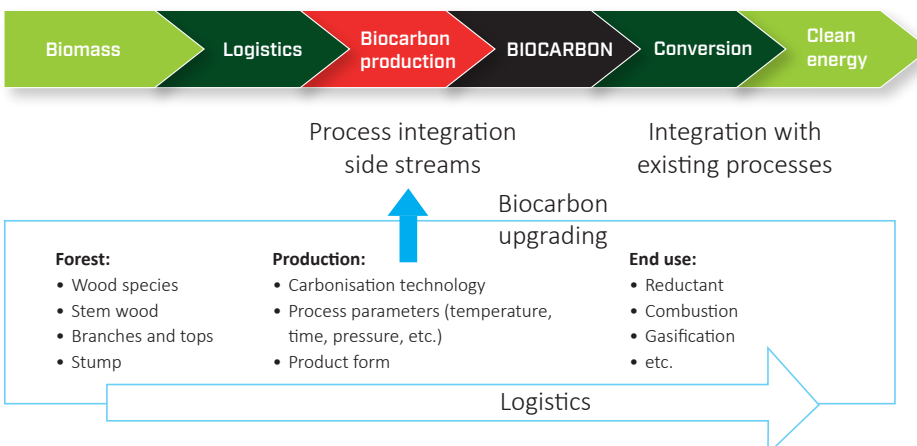 Biomass
Logistics
Biocarbon
production
BIOCARBON
Conversion
Clean
energy
Process integration
side streams
Integration with
existing processes
Biocarbon
upgrading
Forest:
• Wood species
• Stem wood
• Branches and tops
• Stump
Production:
• Carbonisation technology
• Process parameters (temperature,
time, pressure, etc.)
• Product form
End use:
• Reductant
• Combustion
• Gasification
• etc.
Logistics